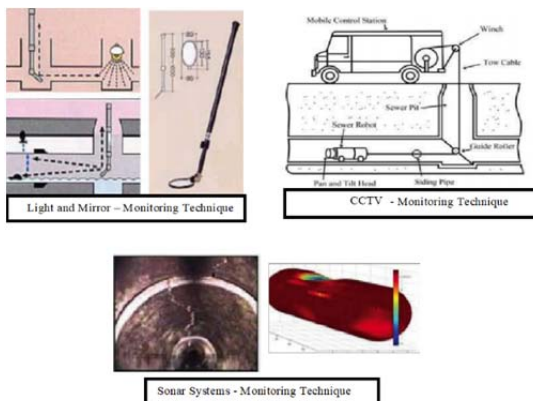 Mobile Control Station
Winch
Tow Cable
Sewer Pit
Sewer Robot
Guide Roller
Pan and Tilt Head
Siding Pipe
Light and Mirror – Monitoring Technique
CCTV - Monitoring Technique
Sonar Systems - Monitoring Technique